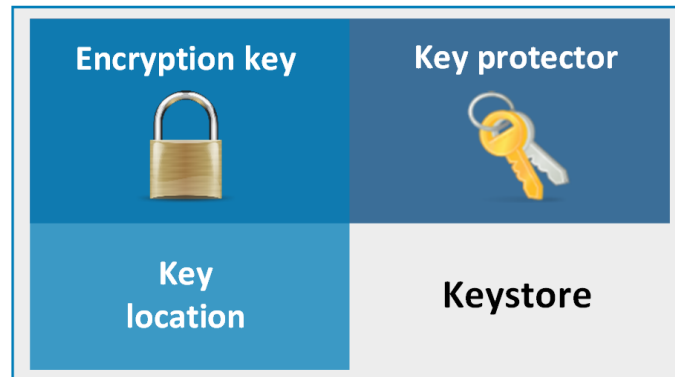 Encryption key
Key protector
Key
location
Keystore